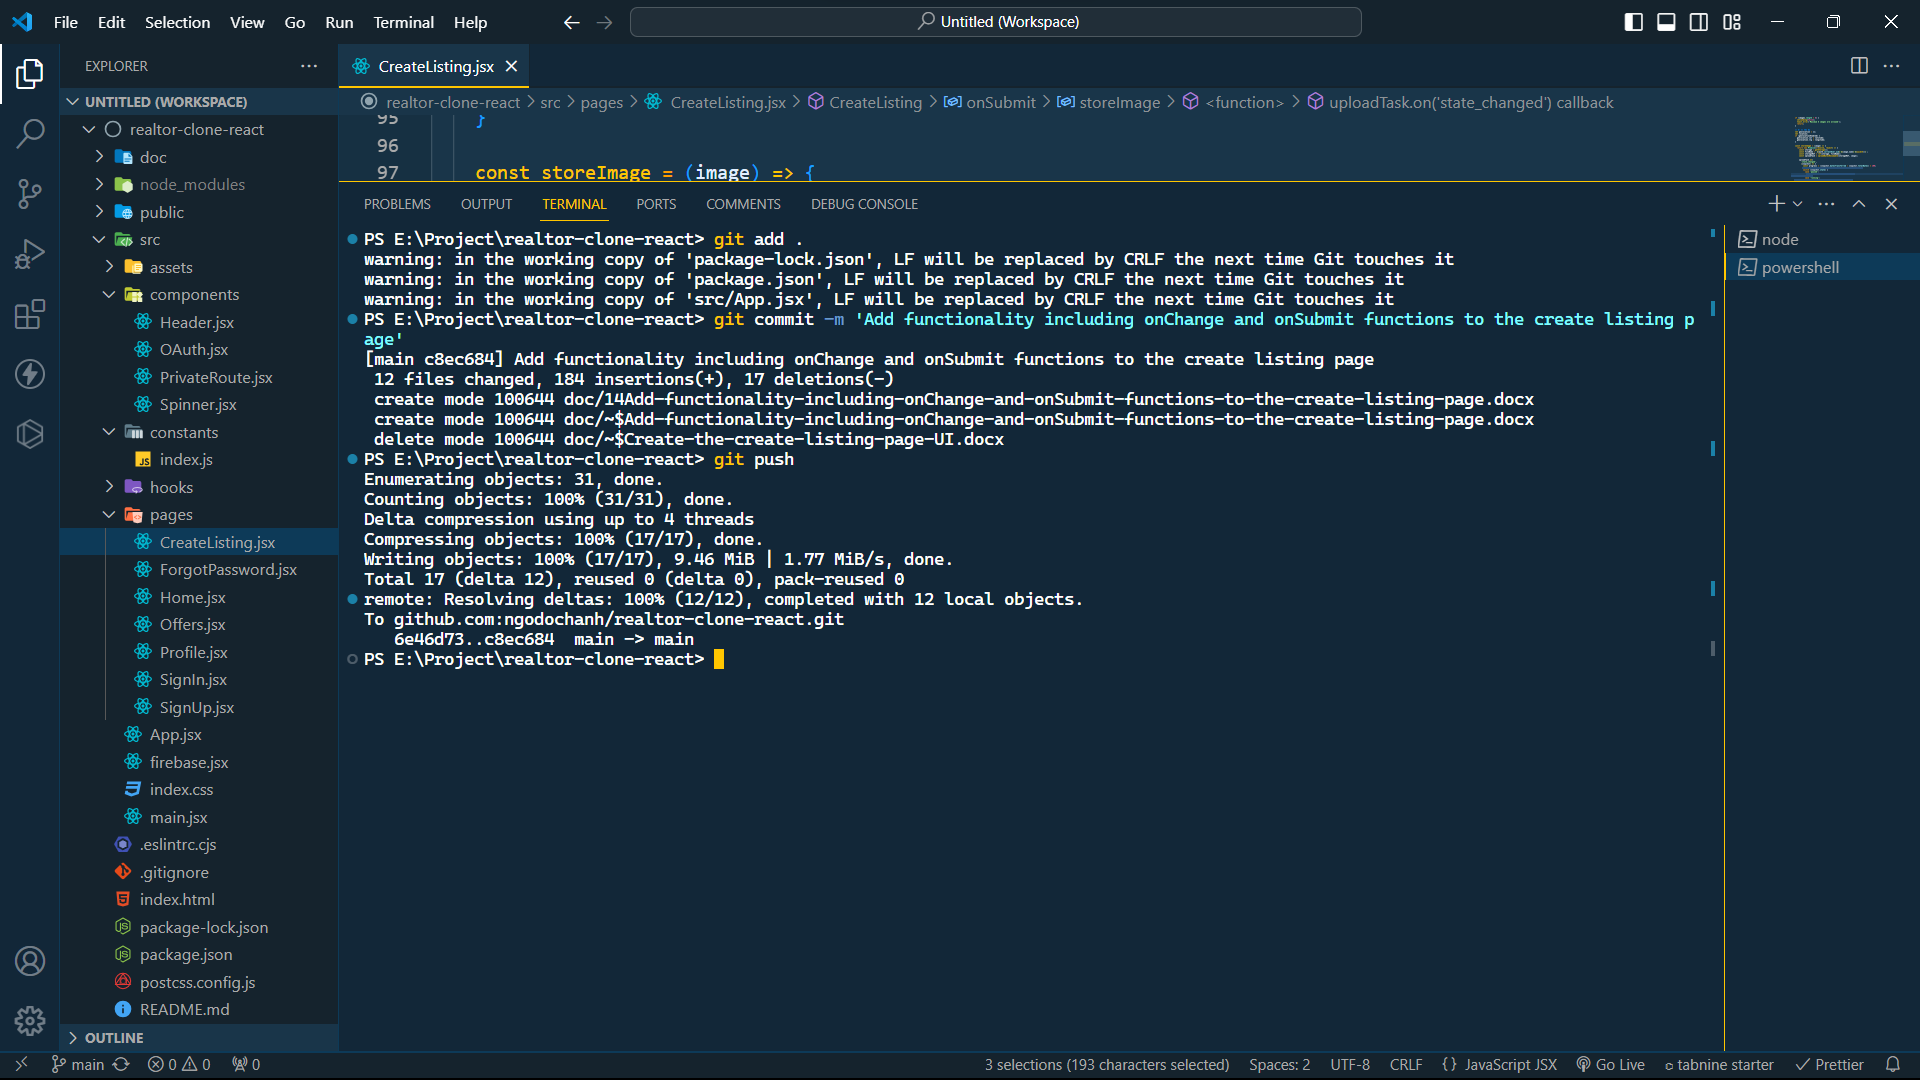 File Edit Selection View Go Run Terminal Help
Untitled (Workspace)
EXPLORER
CreateListing.jsx
UNTITLED (WORKSPACE)
realtor-clone-react
doc
node_modules
public
src
assets
components
Header.jsx
OAuth.jsx
PrivateRoute.jsx
Spinner.jsx
constants
index.js
hooks
pages
CreateListing.jsx
ForgotPassword.jsx
Home.jsx
Offers.jsx
Profile.jsx
SignIn.jsx
SignUp.jsx
App.jsx
firebase.jsx
index.css
main.jsx
.eslintrc.cjs
.gitignore
index.html
package-lock.json
package.json
postcss.config.js
README.md
OUTLINE
realtor-clone-react > src > pages > CreateListing.jsx > CreateListing > onSubmit > storeImage > <function> > uploadTask.on('state_changed') callback
95 }
96
97 const storeImage = (image) => {
PROBLEMS OUTPUT TERMINAL PORTS COMMENTS DEBUG CONSOLE
PS E:\Project\realtor-clone-react> git add .
warning: in the working copy of 'package-lock.json', LF will be replaced by CRLF the next time Git touches it
warning: in the working copy of 'package.json', LF will be replaced by CRLF the next time Git touches it
warning: in the working copy of 'src/App.jsx', LF will be replaced by CRLF the next time Git touches it
PS E:\Project\realtor-clone-react> git commit -m 'Add functionality including onChange and onSubmit functions to the create listing p
age'
[main c8ec684] Add functionality including onChange and onSubmit functions to the create listing page
12 files changed, 184 insertions(+), 17 deletions(-)
create mode 100644 doc/14Add-functionality-including-onChange-and-onSubmit-functions-to-the-create-listing-page.docx
create mode 100644 doc/~$Add-functionality-including-onChange-and-onSubmit-functions-to-the-create-listing-page.docx
delete mode 100644 doc/~$Create-the-create-listing-page-UI.docx
PS E:\Project\realtor-clone-react> git push
Enumerating objects: 31, done.
Counting objects: 100% (31/31), done.
Delta compression using up to 4 threads
Compressing objects: 100% (17/17), done.
Writing objects: 100% (17/17), 9.46 MiB | 1.77 MiB/s, done.
Total 17 (delta 12), reused 0 (delta 0), pack-reused 0
remote: Resolving deltas: 100% (12/12), completed with 12 local objects.
To github.com:ngodochanh/realtor-clone-react.git
6e46d73..c8ec684 main -> main
PS E:\Project\realtor-clone-react>
node
powershell
main 0 0 0
3 selections (193 characters selected) Spaces: 2 UTF-8 CRLF {} JavaScript JSX Go Live tabnine starter Prettier